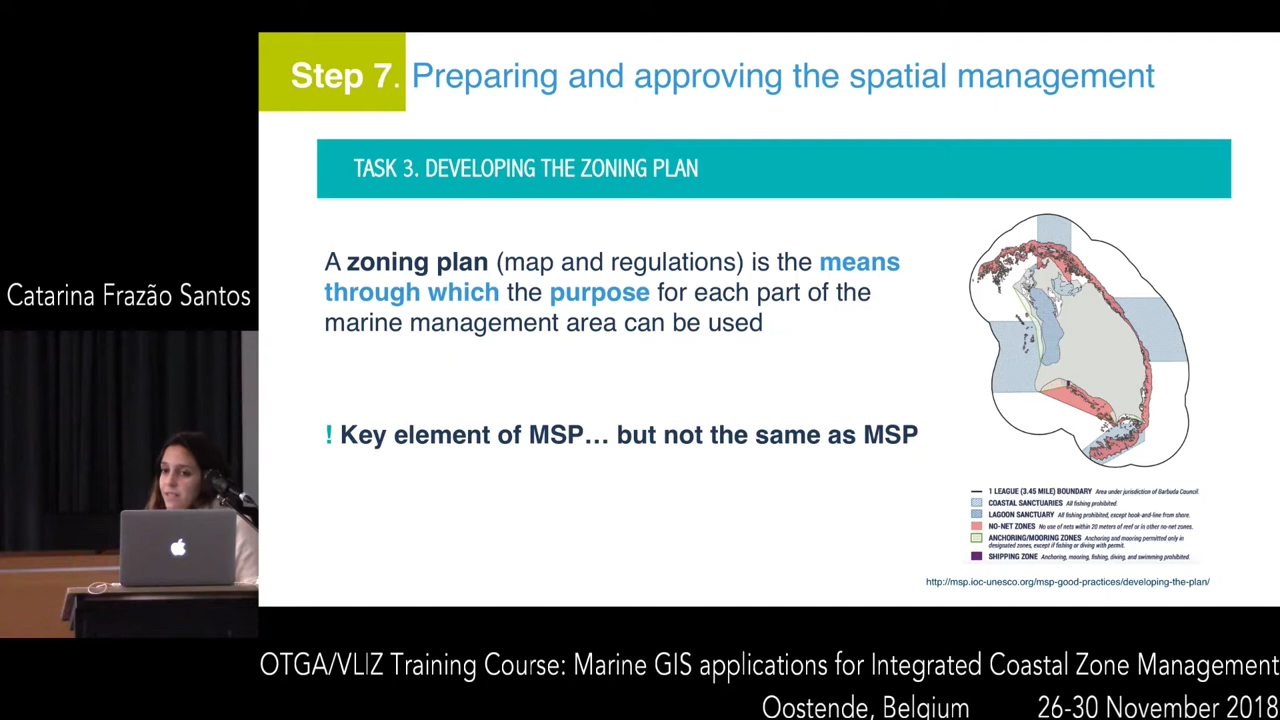 Step 7. Preparing and approving the spatial management
TASK 3. DEVELOPING THE ZONING PLAN
A zoning plan (map and regulations) is the means
through which the purpose for each part of the
marine management area can be used
! Key element of MSP... but not the same as MSP
1 LEAGUE (3.45 MILE) BOUNDARY Area under jurisdiction of Barbuda Council.
COASTAL SANCTUARIES All fishing prohibited.
LAGOON SANCTUARY All fishing prohibited, except hook-and-line from shore.
NO-NET ZONES No use of nets within 20 meters of reef or in other no-net zones.
ANCHORING/MOORING ZONES Anchoring and mooring permitted only in
designated zones, except if fishing or diving with permit.
SHIPPING ZONE Anchoring, mooring, fishing, diving, and swimming prohibited.
http://msp.ioc-unesco.org/msp-good-practices/developing-the-plan/
Catarina Frazão Santos
OTGA/VLIZ Training Course: Marine GIS applications for Integrated Coastal Zone Management
Oostende, Belgium 26-30 November 2018